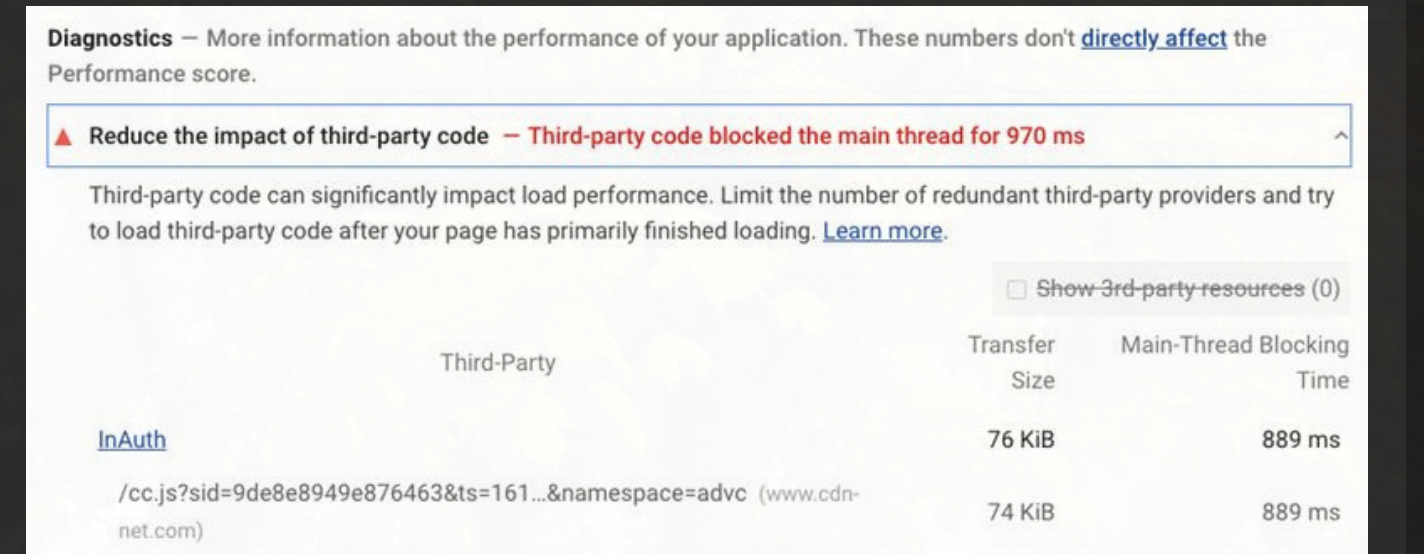 Diagnostics — More information about the performance of your application. These numbers don't directly affect the
Performance score.
Reduce the impact of third-party code — Third-party code blocked the main thread for 970 ms
Third-party code can significantly impact load performance. Limit the number of redundant third-party providers and try
to load third-party code after your page has primarily finished loading. Learn more.
Show 3rd-party resources (0)
Third-Party
Transfer
Size
Main-Thread Blocking
Time
InAuth 76 KiB 889 ms
/cc.js?sid=9de8e8949e876463&ts=161…&namespace=advc (www.cdn-
net.com)
74 KiB 889 ms